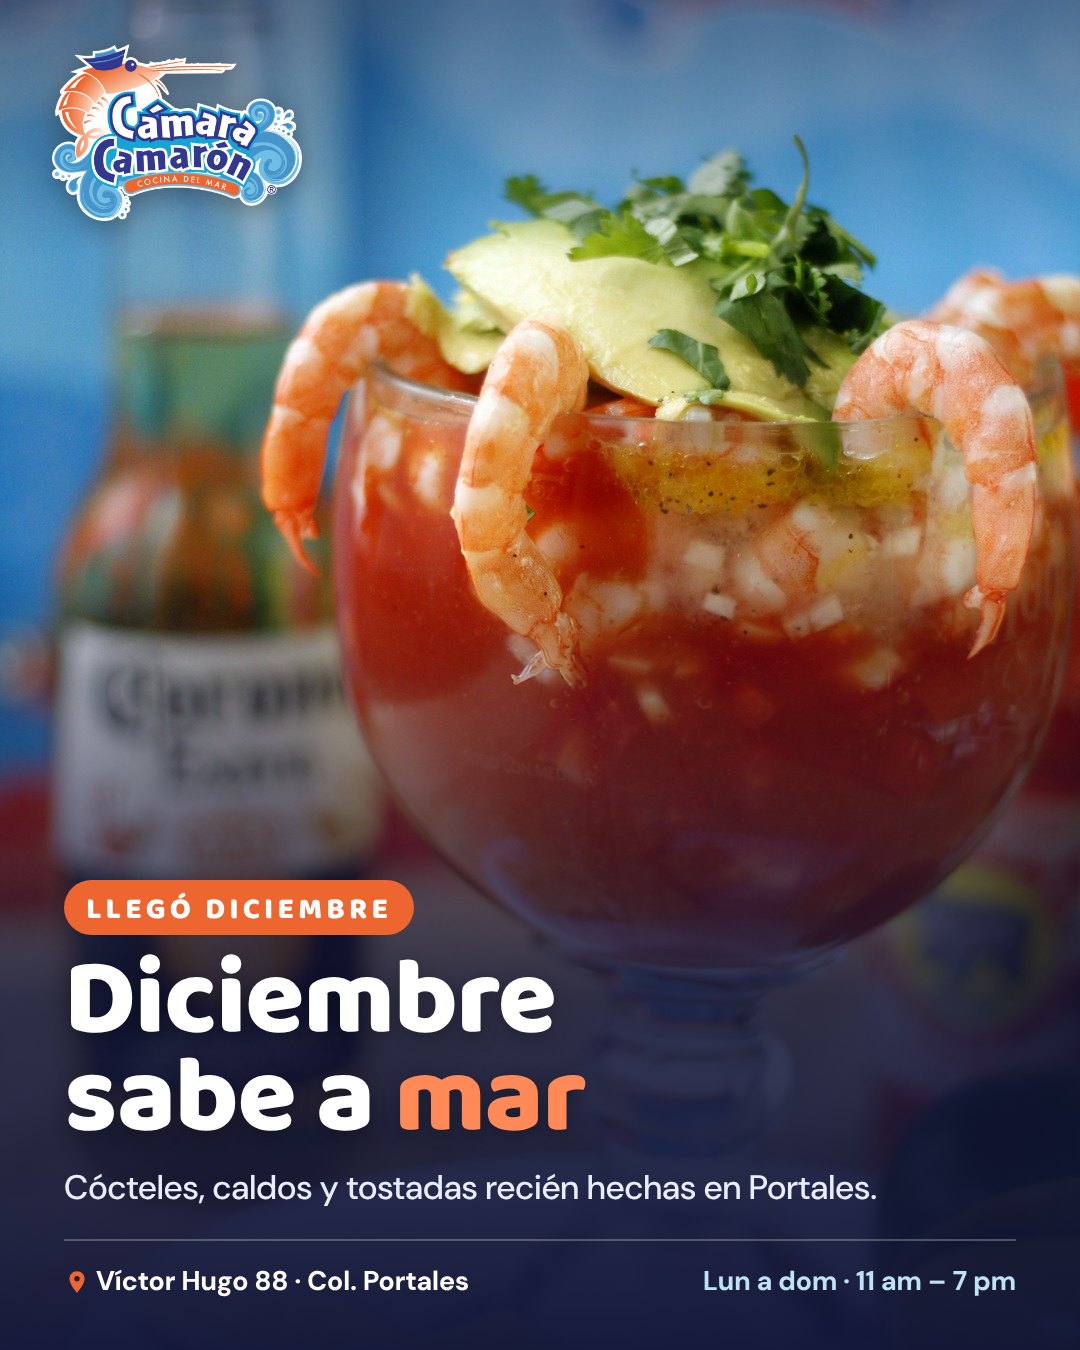 Cámara
Camarón
COCINA DEL MAR
®
LLEGÓ DICIEMBRE
Diciembre
sabe a mar
Cócteles, caldos y tostadas recién hechas en Portales.
Víctor Hugo 88 · Col. Portales
Lun a dom · 11 am – 7 pm